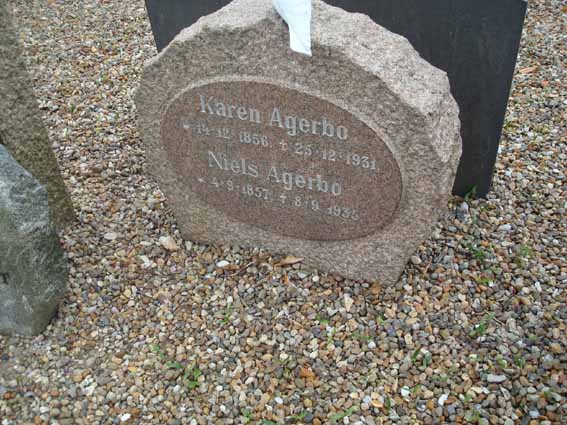 Karen Agerbo
* 14·12·1856. † 25·12·1931
Niels Agerbo
* 4·9·1857. † 8·9·1935